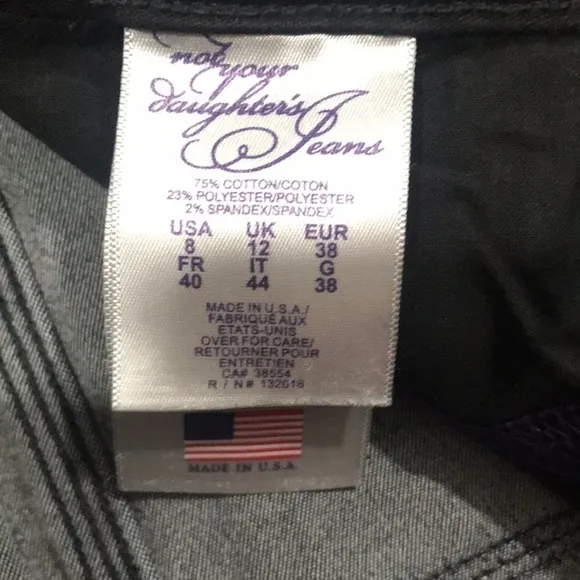 not your
daughter's
Jeans
75% COTTON/COTON
23% POLYESTER/POLYESTER
2% SPANDEX/SPANDEX
USA UK EUR
8 12 38
FR IT G
40 44 38
MADE IN U.S.A./
FABRIQUE AUX
ETATS-UNIS
OVER FOR CARE/
RETOURNER POUR
ENTRETIEN
CA# 38554
R / N# 132618
MADE IN U.S.A.